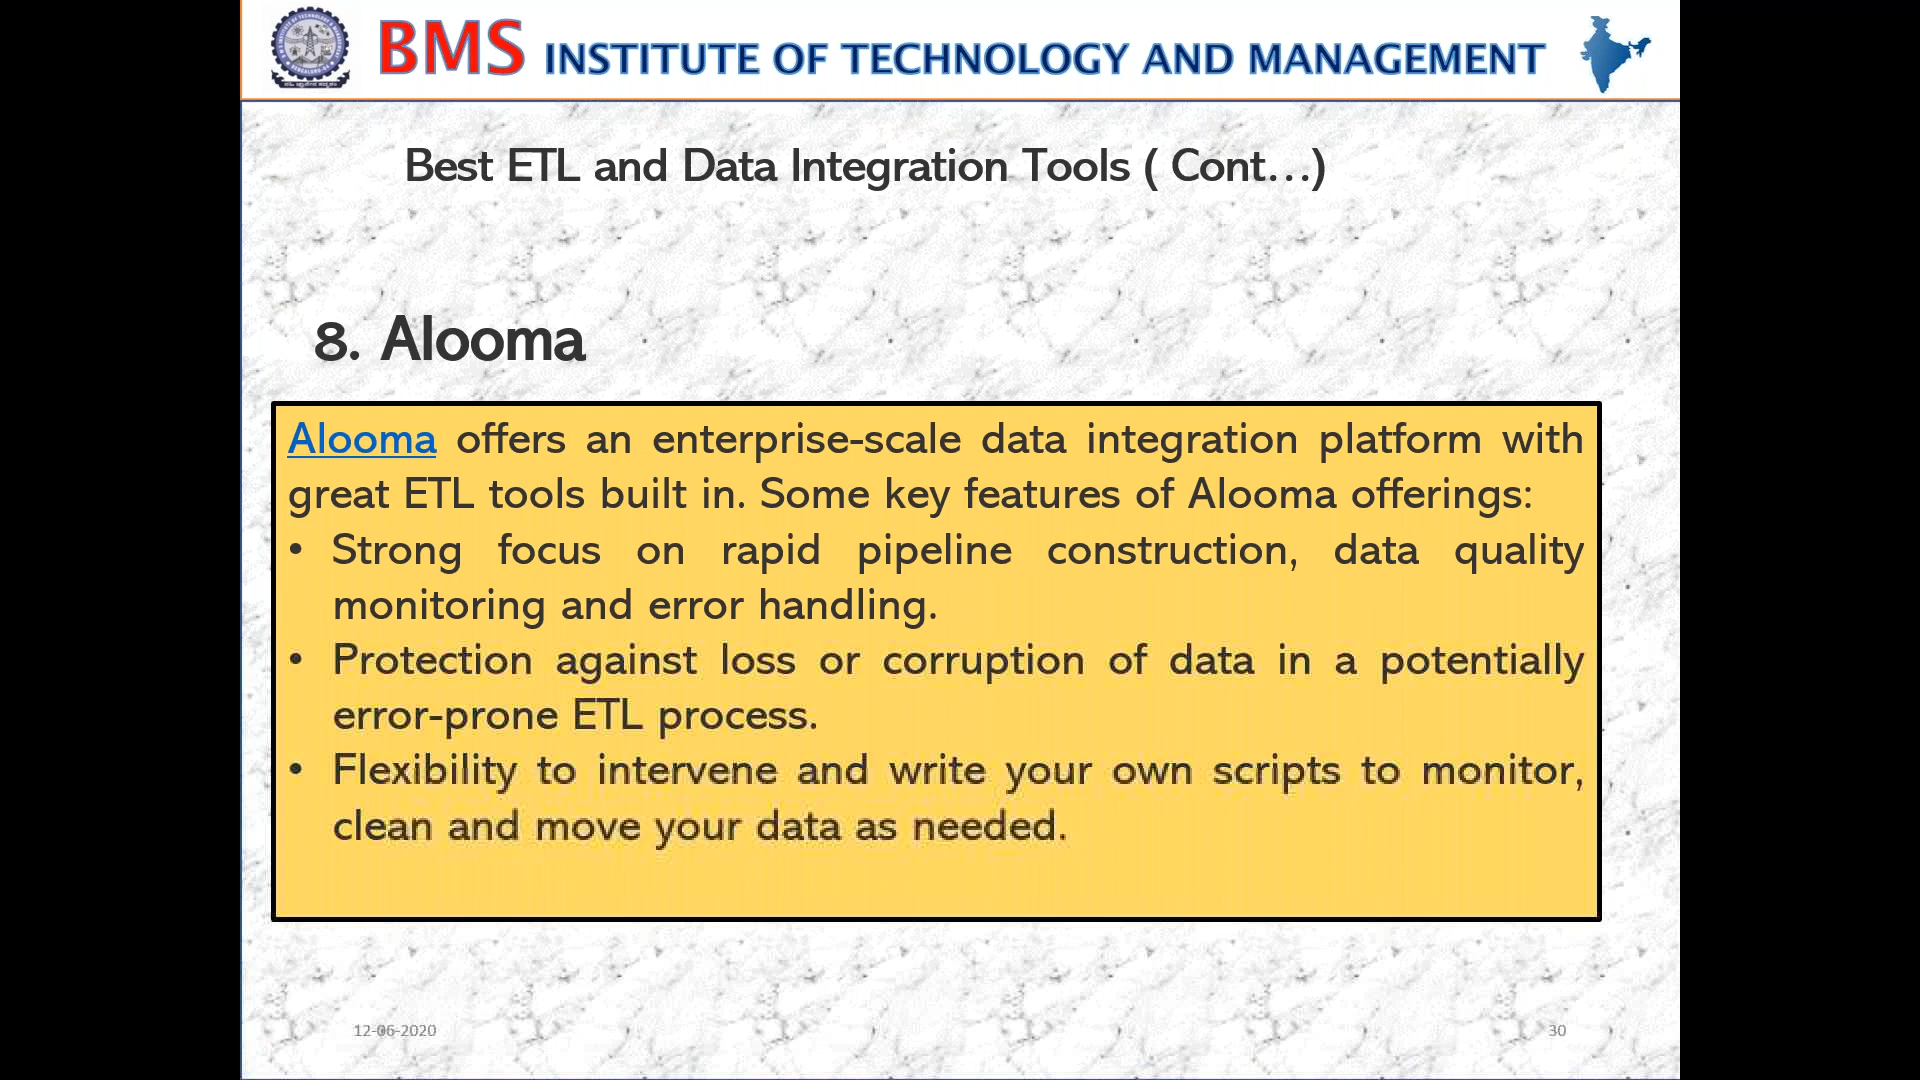 BMS INSTITUTE OF TECHNOLOGY AND MANAGEMENT
Best ETL and Data Integration Tools ( Cont...)
8. Alooma
Alooma offers an enterprise-scale data integration platform with
great ETL tools built in. Some key features of Alooma offerings:
• Strong focus on rapid pipeline construction, data quality
monitoring and error handling.
• Protection against loss or corruption of data in a potentially
error-prone ETL process.
• Flexibility to intervene and write your own scripts to monitor,
clean and move your data as needed.
12-06-2020
30